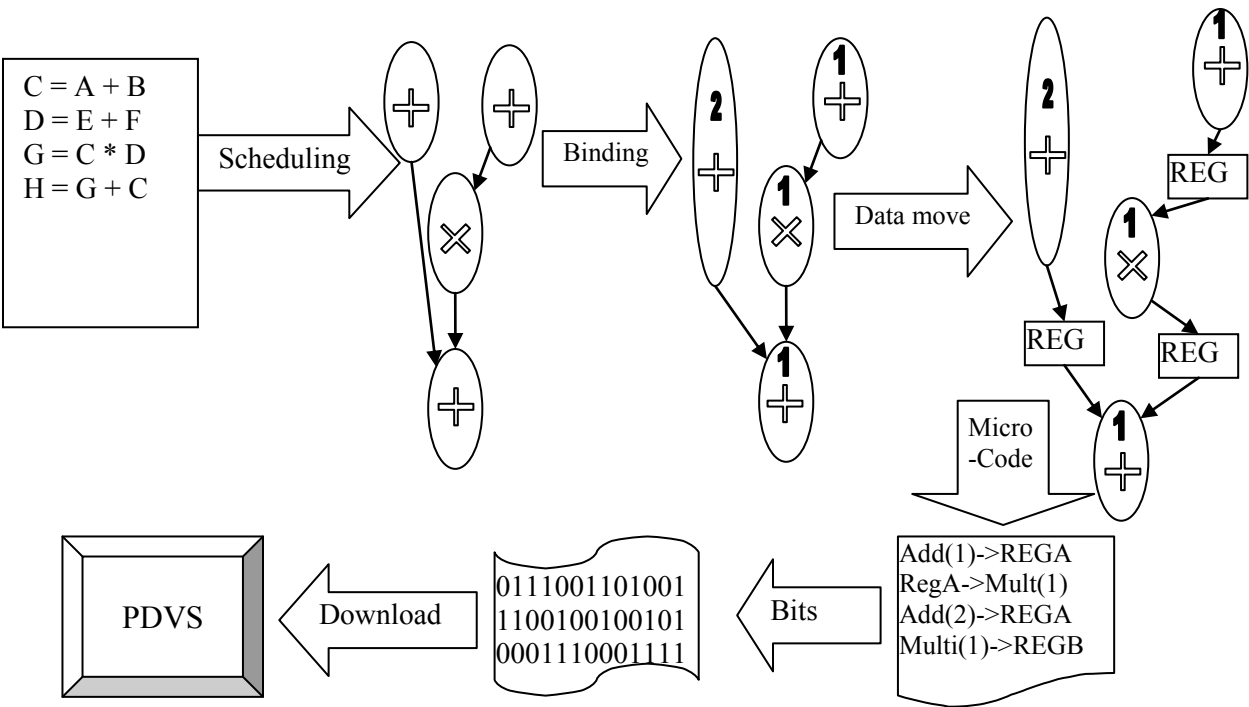 C = A + B
D = E + F
G = C * D
H = G + C
Scheduling
+
+
×
+
Binding
2
+
1
+
1
×
1
+
Data move
2
+
1
+
REG
1
×
REG
REG
1
+
Micro
-Code
Add(1)->REGA
RegA->Mult(1)
Add(2)->REGA
Multi(1)->REGB
Bits
0111001101001
1100100100101
0001110001111
Download
PDVS